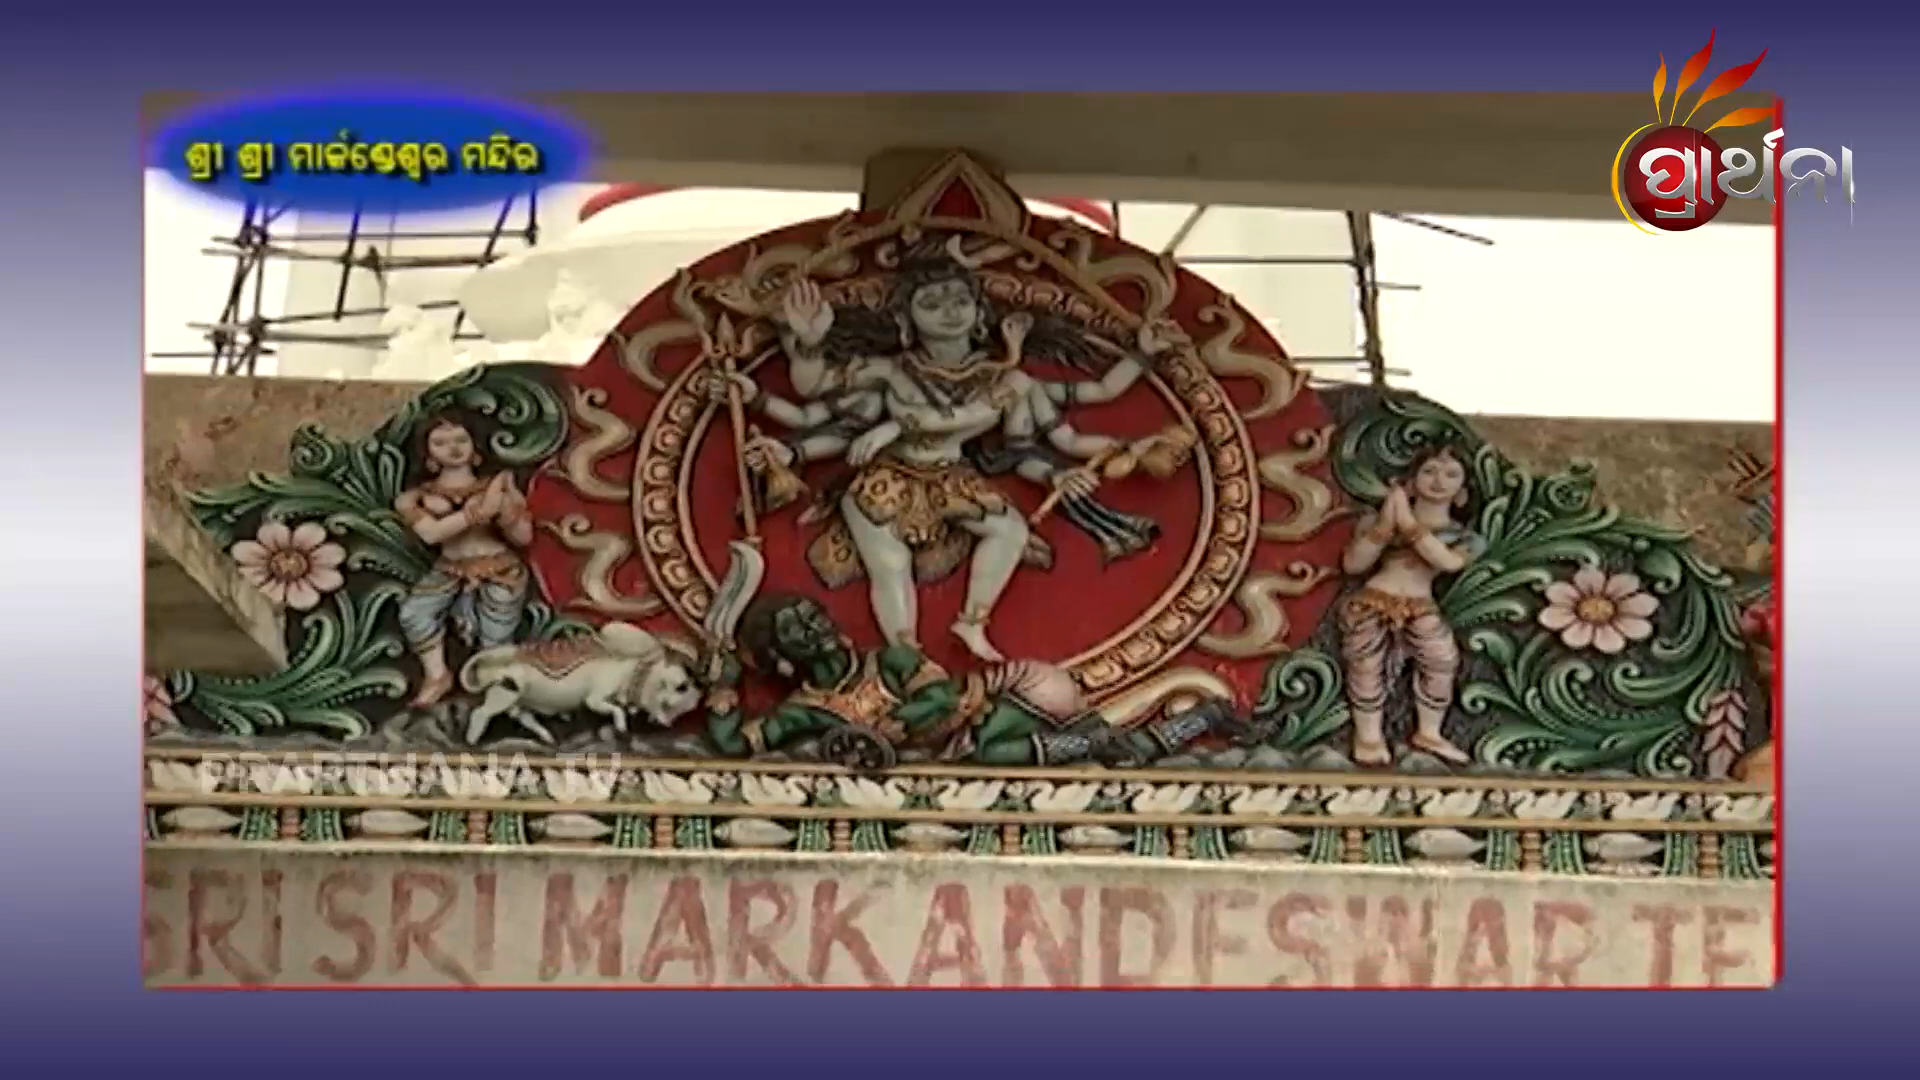 ଶ୍ରୀ ଶ୍ରୀ ମାର୍କଣ୍ଡେଶ୍ୱର ମନ୍ଦିର
ପ୍ରାର୍ଥନା
PRARTHANA TV
SRI SRI MARKANDESWAR TE